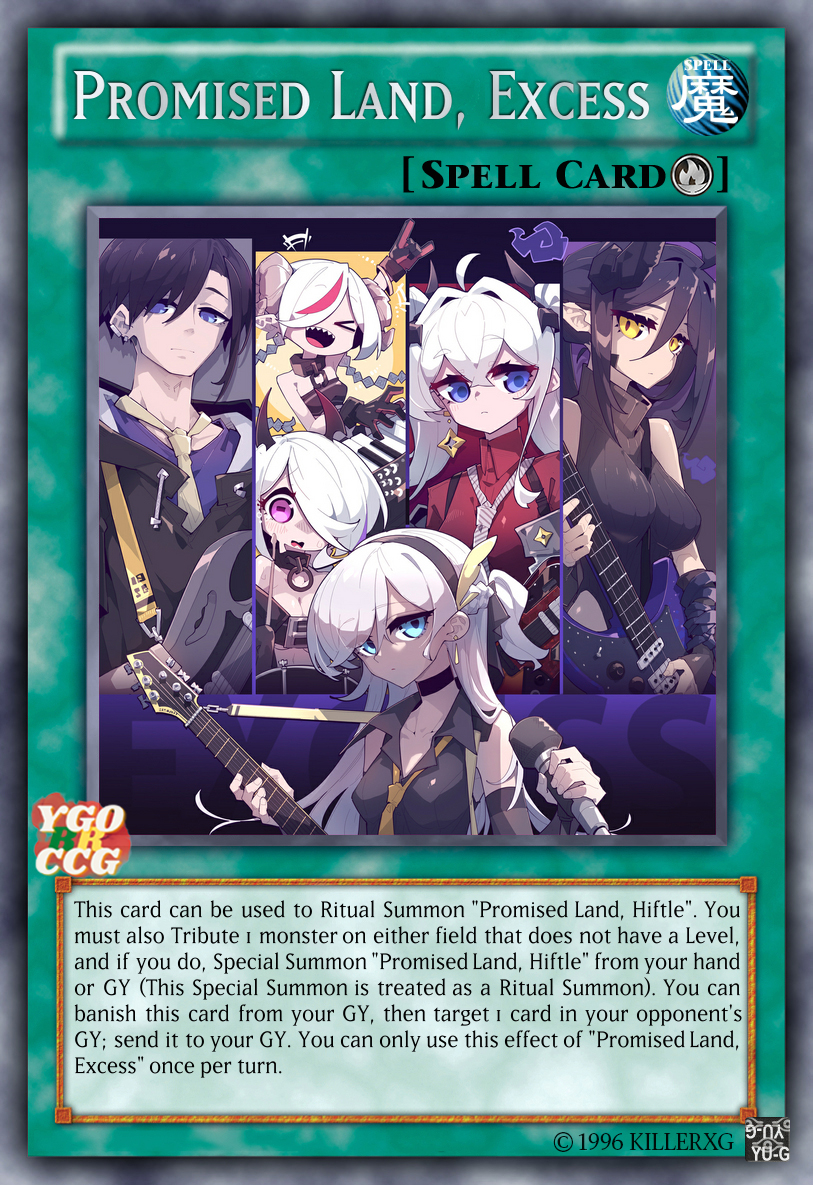 PROMISED LAND, EXCESS
SPELL
魔
[SPELL CARD]
EXCESS
YGO
BR
CCG
This card can be used to Ritual Summon "Promised Land, Hiftle". You
must also Tribute 1 monster on either field that does not have a Level,
and if you do, Special Summon "Promised Land, Hiftle" from your hand
or GY (This Special Summon is treated as a Ritual Summon). You can
banish this card from your GY, then target 1 card in your opponent's
GY; send it to your GY. You can only use this effect of "Promised Land,
Excess" once per turn.
© 1996 KILLERXG
YU-G